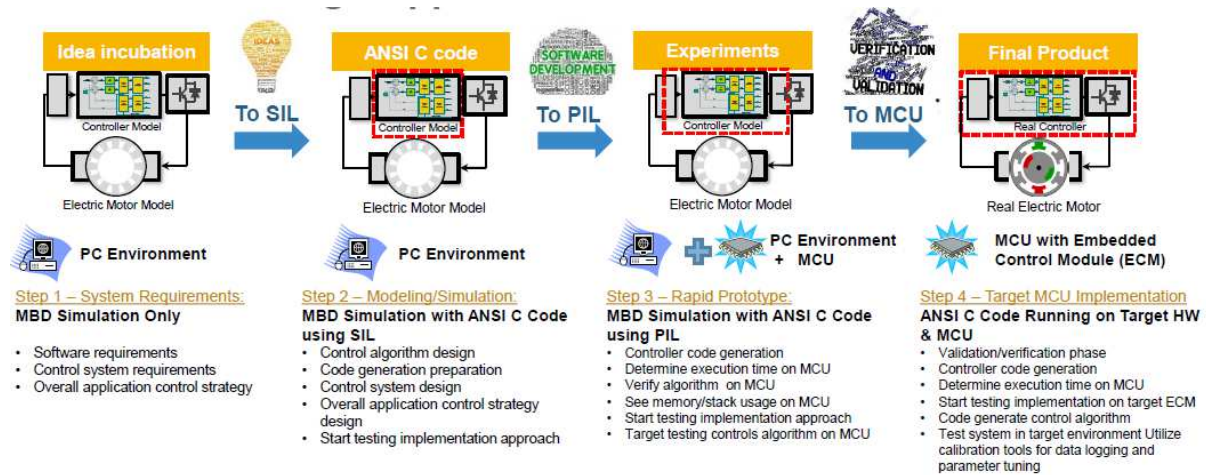 Idea incubation
Controller Model
Electric Motor Model
PC Environment
Step 1 – System Requirements:
MBD Simulation Only
• Software requirements
• Control system requirements
• Overall application control strategy
IDEAS
To SIL
ANSI C code
Controller Model
Electric Motor Model
PC Environment
Step 2 – Modeling/Simulation:
MBD Simulation with ANSI C Code
using SIL
• Control algorithm design
• Code generation preparation
• Control system design
• Overall application control strategy
design
• Start testing implementation approach
SOFTWARE
DEVELOPMENT
To PIL
Experiments
Controller Model
Electric Motor Model
PC Environment
+ MCU
Step 3 – Rapid Prototype:
MBD Simulation with ANSI C Code
using PIL
• Controller code generation
• Determine execution time on MCU
• Verify algorithm on MCU
• See memory/stack usage on MCU
• Start testing implementation approach
• Target testing controls algorithm on MCU
VERIFICATION
AND
VALIDATION
To MCU
Final Product
Real Controller
Real Electric Motor
MCU with Embedded
Control Module (ECM)
Step 4 – Target MCU Implementation
ANSI C Code Running on Target HW
& MCU
• Validation/verification phase
• Controller code generation
• Determine execution time on MCU
• Start testing implementation on target ECM
• Code generate control algorithm
• Test system in target environment Utilize
calibration tools for data logging and
parameter tuning